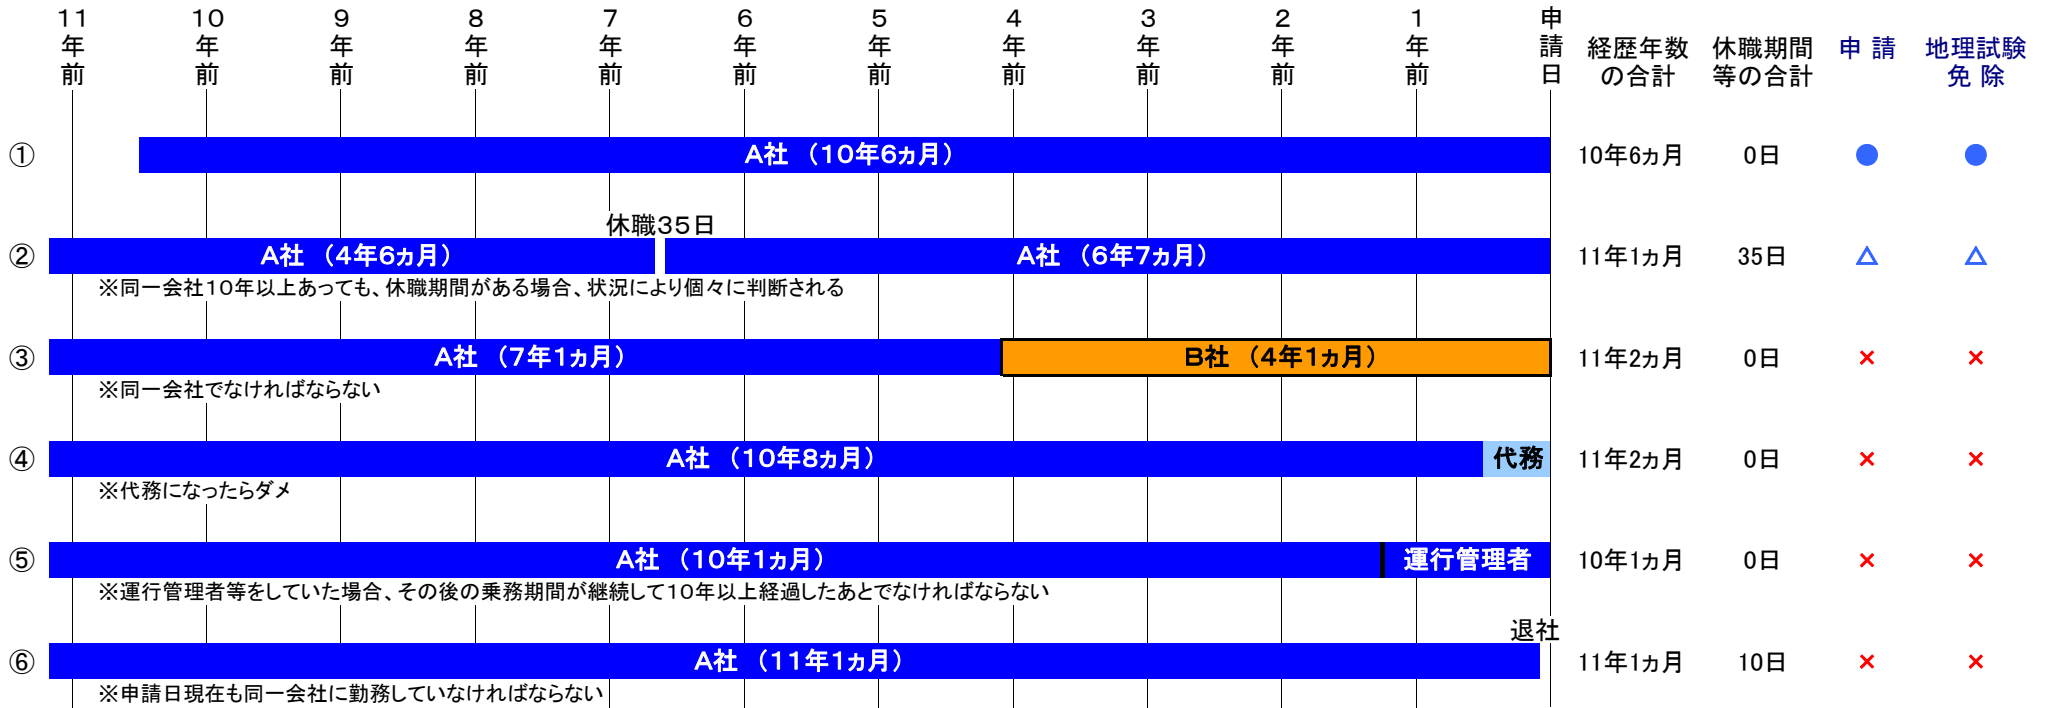 11年前 10年前 9年前 8年前 7年前 6年前 5年前 4年前 3年前 2年前 1年前 申請日
経歴年数の合計 休職期間等の合計 申請 地理試験免除
① A社 (10年6ヵ月) 10年6ヵ月 0日 ● ●
休職35日
② A社 (4年6ヵ月) A社 (6年7ヵ月) 11年1ヵ月 35日 △ △
※同一会社10年以上あっても、休職期間がある場合、状況により個々に判断される
③ A社 (7年1ヵ月) B社 (4年1ヵ月) 11年2ヵ月 0日 × ×
※同一会社でなければならない
④ A社 (10年8ヵ月) 代務 11年2ヵ月 0日 × ×
※代務になったらダメ
⑤ A社 (10年1ヵ月) 運行管理者 10年1ヵ月 0日 × ×
※運行管理者等をしていた場合、その後の乗務期間が継続して10年以上経過したあとでなければならない
退社
⑥ A社 (11年1ヵ月) 11年1ヵ月 10日 × ×
※申請日現在も同一会社に勤務していなければならない